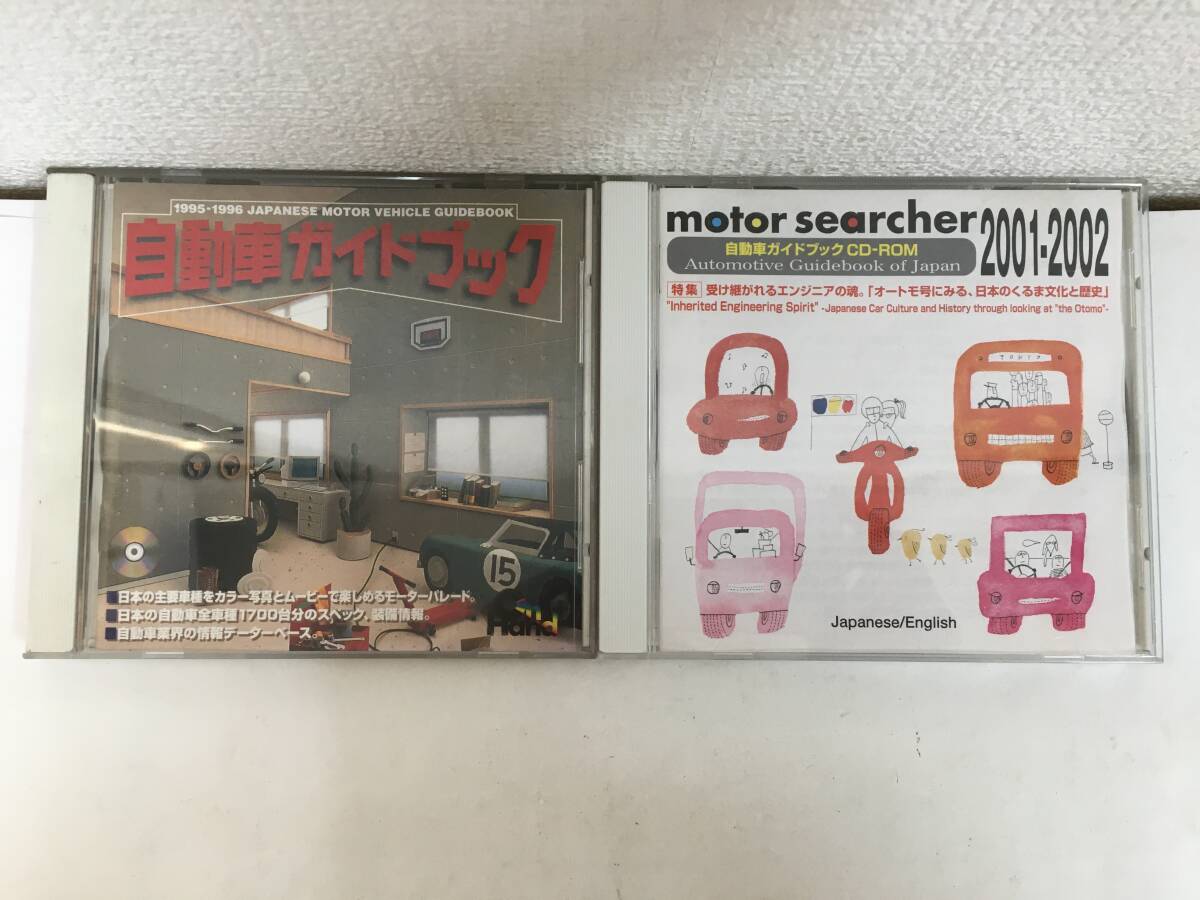 1995-1996 JAPANESE MOTOR VEHICLE GUIDEBOOK
自動車ガイドブック
15
■日本の主要車種をカラー写真とムービーで楽しめるモーターパレード。
■日本の自動車全車種1700台分のスペック、装備情報。
■自動車業界の情報データーベース。
motor searcher
2001-2002
自動車ガイドブック CD-ROM
Automotive Guidebook of Japan
特集 受け継がれるエンジニアの魂。「オートモ号にみる、日本のくるま文化と歴史」
"Inherited Engineering Spirit" -Japanese Car Culture and History through looking at "the Otomo"-
Japanese/English